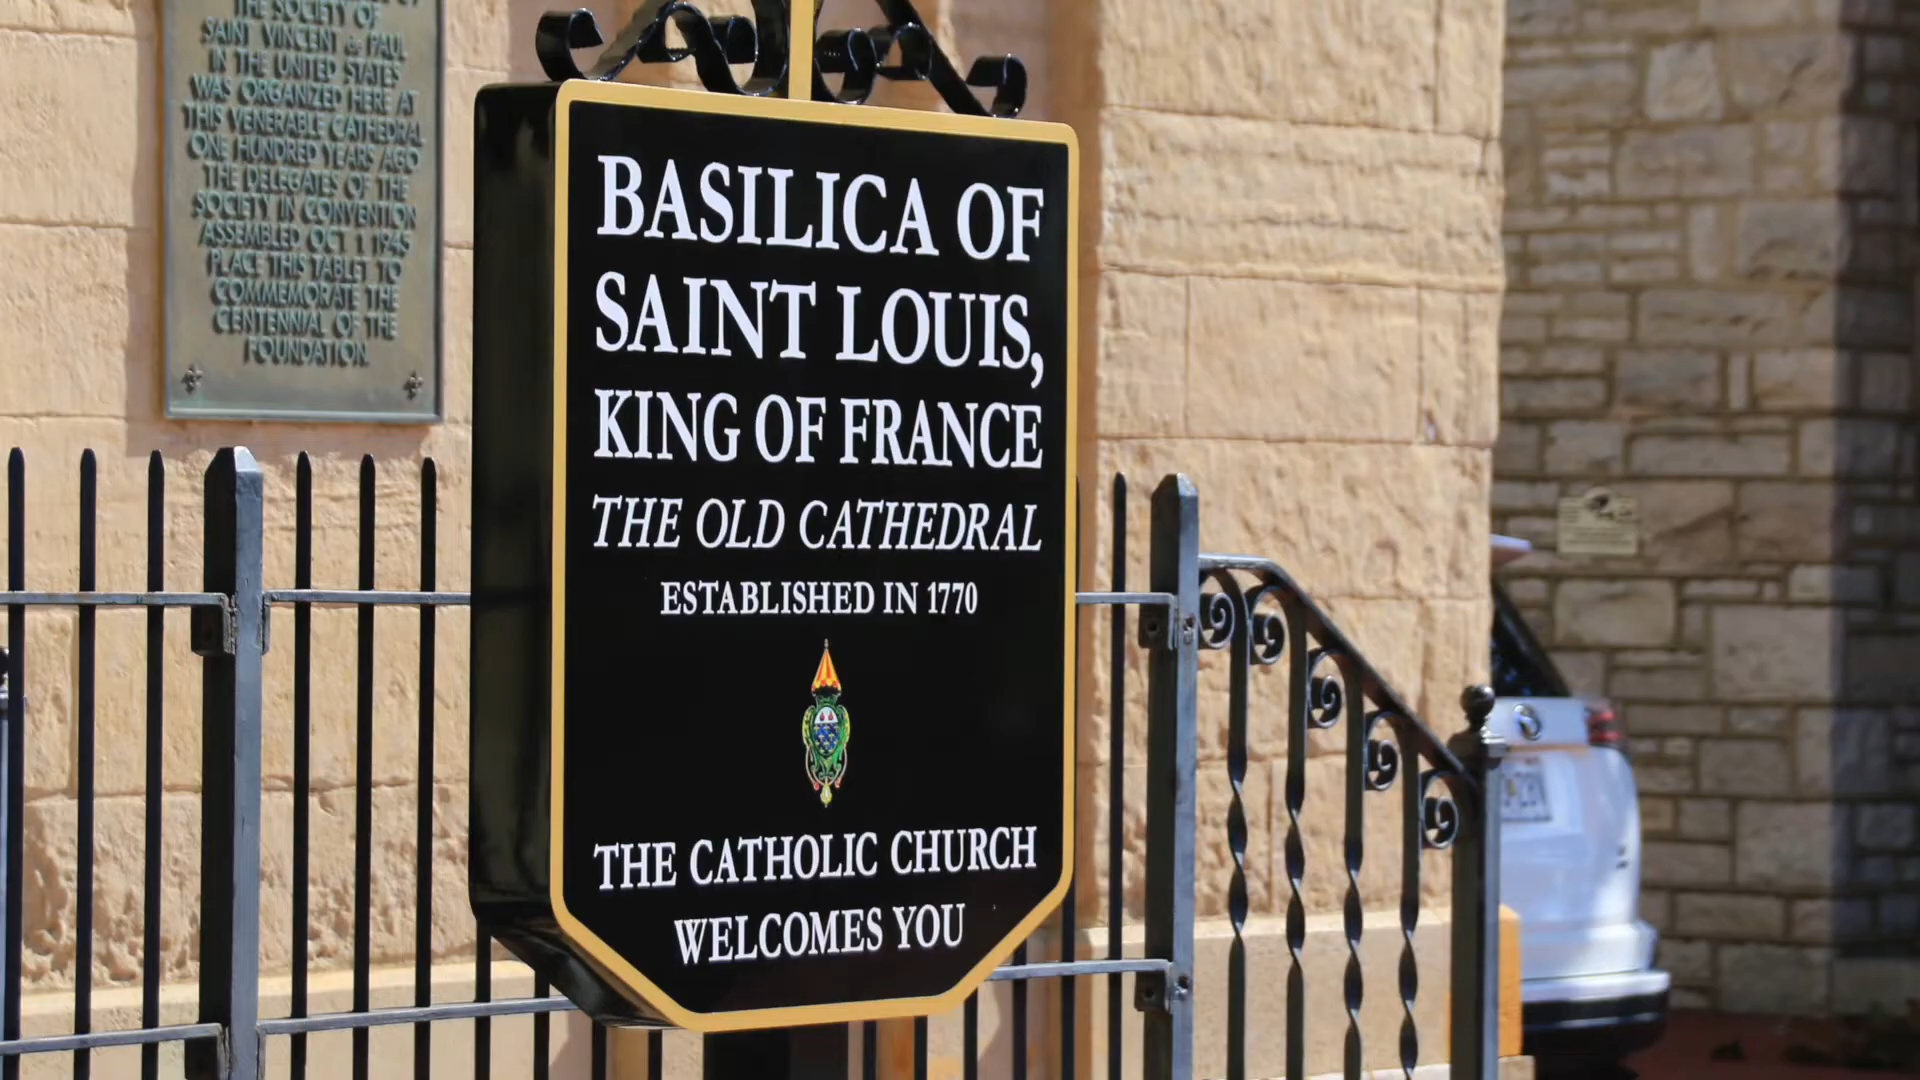 THE SOCIETY OF
SAINT VINCENT de PAUL
IN THE UNITED STATES
WAS ORGANIZED HERE AT
THIS VENERABLE CATHEDRAL
ONE HUNDRED YEARS AGO
THE DELEGATES OF THE
SOCIETY IN CONVENTION
ASSEMBLED OCT 1 1945
PLACE THIS TABLET TO
COMMEMORATE THE
CENTENNIAL OF THE
FOUNDATION.
BASILICA OF
SAINT LOUIS,
KING OF FRANCE
THE OLD CATHEDRAL
ESTABLISHED IN 1770
THE CATHOLIC CHURCH
WELCOMES YOU